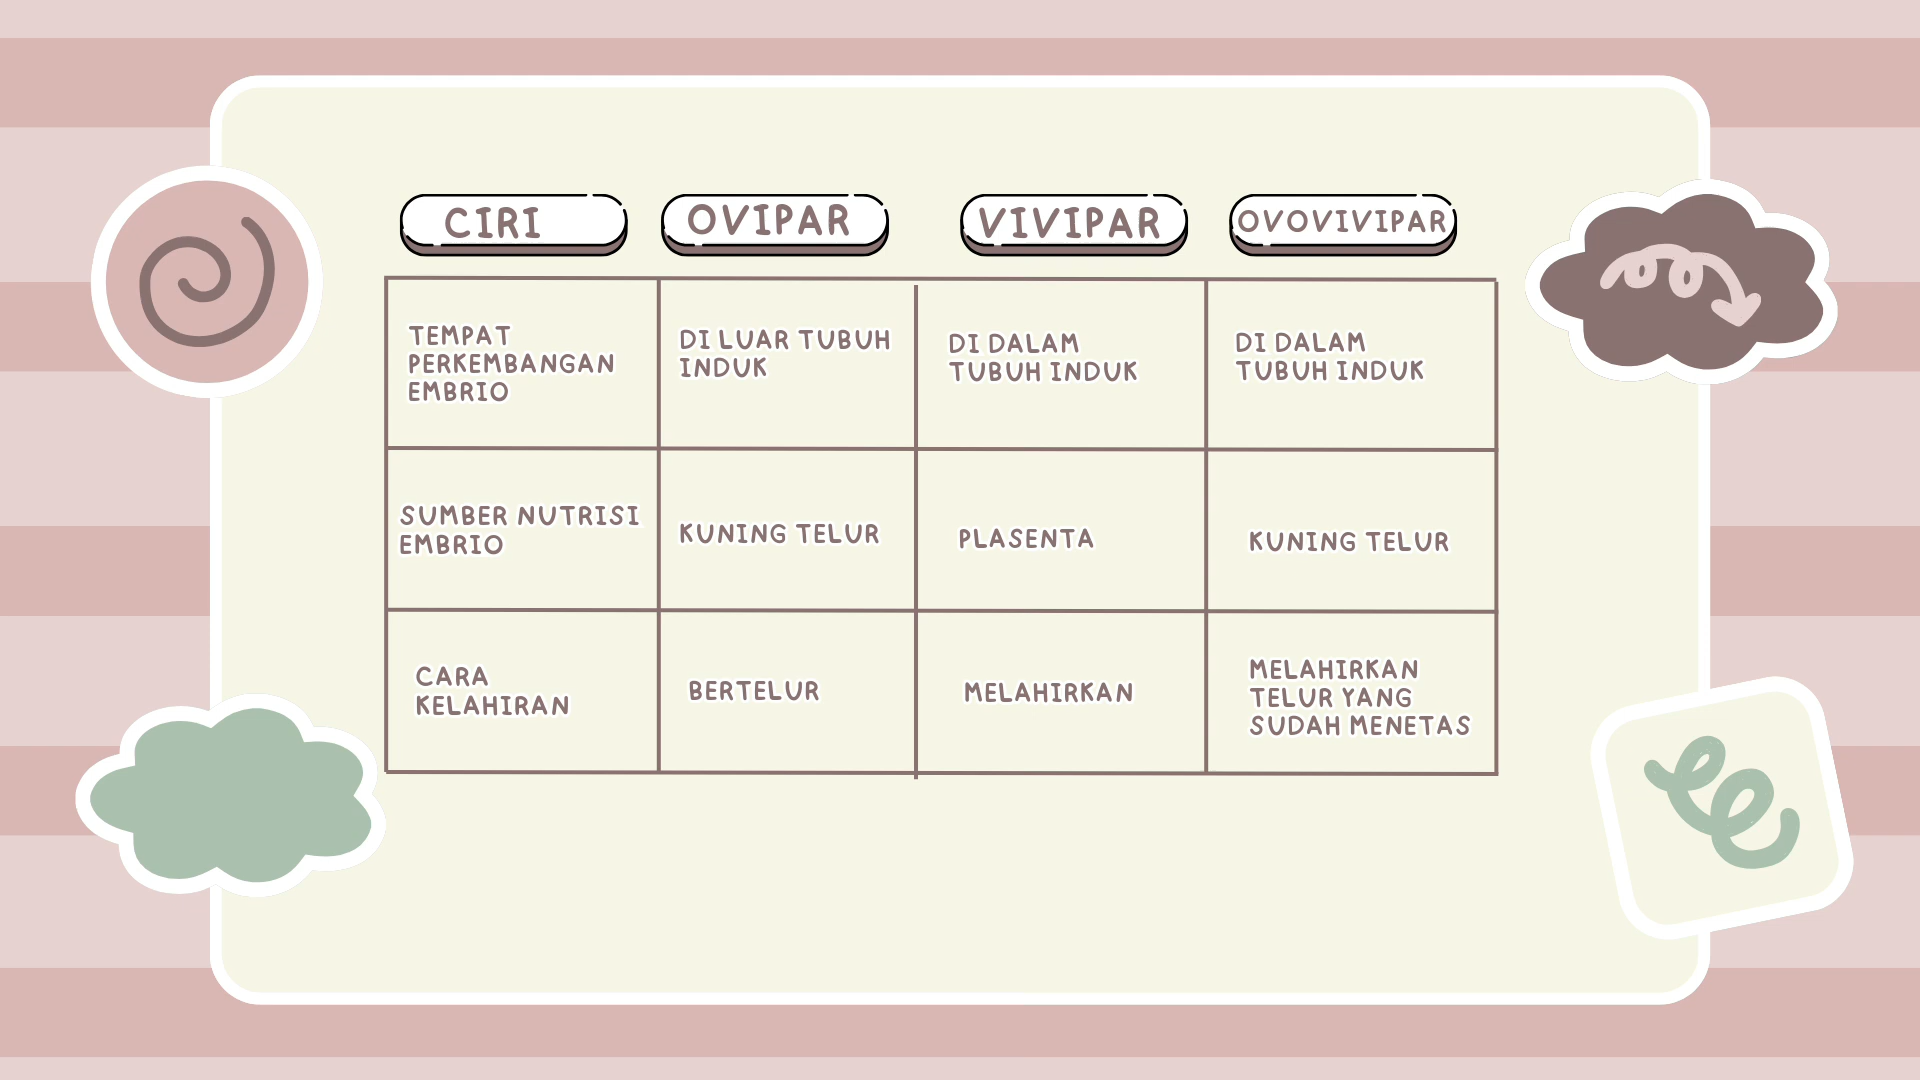 CIRI
OVIPAR
VIVIPAR
OVOVIVIPAR
TEMPAT
PERKEMBANGAN
EMBRIO
DI LUAR TUBUH
INDUK
DI DALAM
TUBUH INDUK
DI DALAM
TUBUH INDUK
SUMBER NUTRISI
EMBRIO
KUNING TELUR
PLASENTA
KUNING TELUR
CARA
KELAHIRAN
BERTELUR
MELAHIRKAN
MELAHIRKAN
TELUR YANG
SUDAH MENETAS